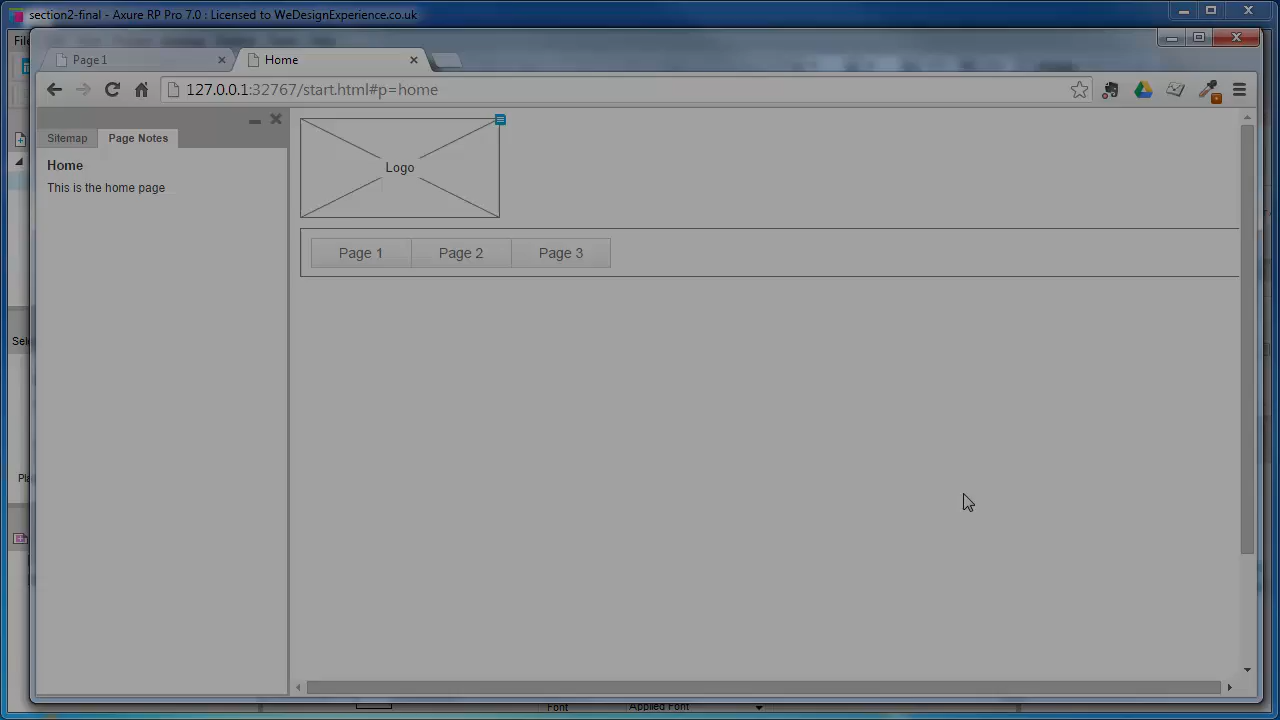 section2-final - Axure RP Pro 7.0 : Licensed to WeDesignExperience.co.uk
File
Page 1
Home
127.0.0.1:32767/start.html#p=home
Sitemap
Page Notes
Home
This is the home page
Logo
Page 1
Page 2
Page 3
Font
Applied Font